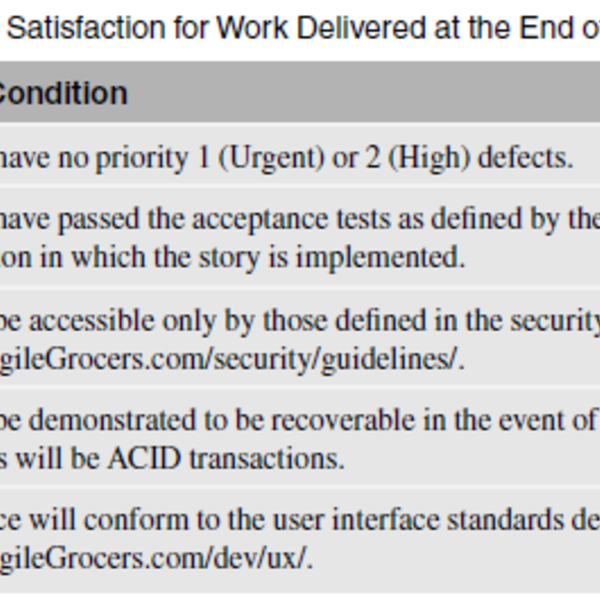 Satisfaction for Work Delivered at the End
Condition
have no priority 1 (Urgent) or 2 (High) defects.
have passed the acceptance tests as defined by the
in which the story is implemented.
be accessible only by those defined in the security
gileGrocers.com/security/guidelines/.
be demonstrated to be recoverable in the event of
s will be ACID transactions.
ce will conform to the user interface standards de
gileGrocers.com/dev/ux/.